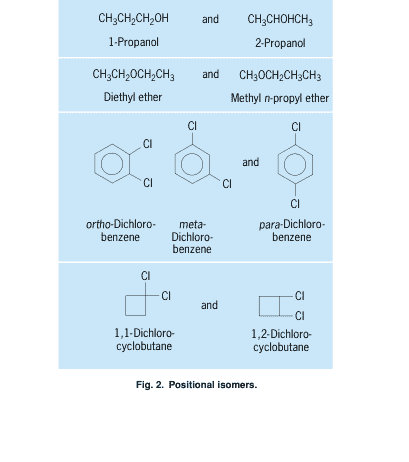 CH₃CH₂CH₂OH and CH₃CHOHCH₃
1-Propanol 2-Propanol
CH₃CH₂OCH₂CH₃ and CH₃OCH₂CH₂CH₃
Diethyl ether Methyl n-propyl ether
Cl Cl
Cl
and
Cl Cl
Cl
ortho-Dichloro- meta- para-Dichloro-
benzene Dichloro- benzene
benzene
Cl
Cl and Cl
Cl
1,1-Dichloro- 1,2-Dichloro-
cyclobutane cyclobutane
Fig. 2. Positional isomers.